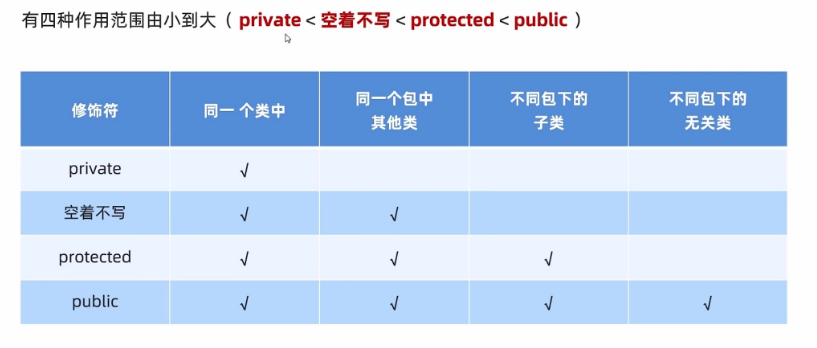 有四种作用范围由小到大（ private < 空着不写 < protected < public ）
修饰符 同一 个类中 同一个包中 不同包下的 不同包下的
其他类 子类 无关类
private √
空着不写 √ √
protected √ √ √
public √ √ √ √